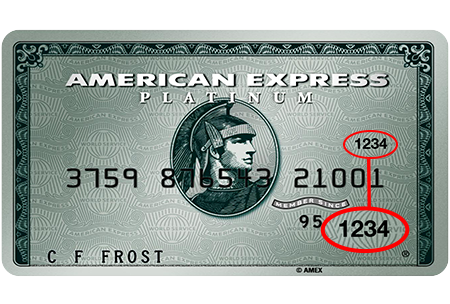 AMERICAN EXPRESS
PLATINUM
1234
3759 876543 21001
MEMBER SINCE
95 1234
C F FROST
© AMEX